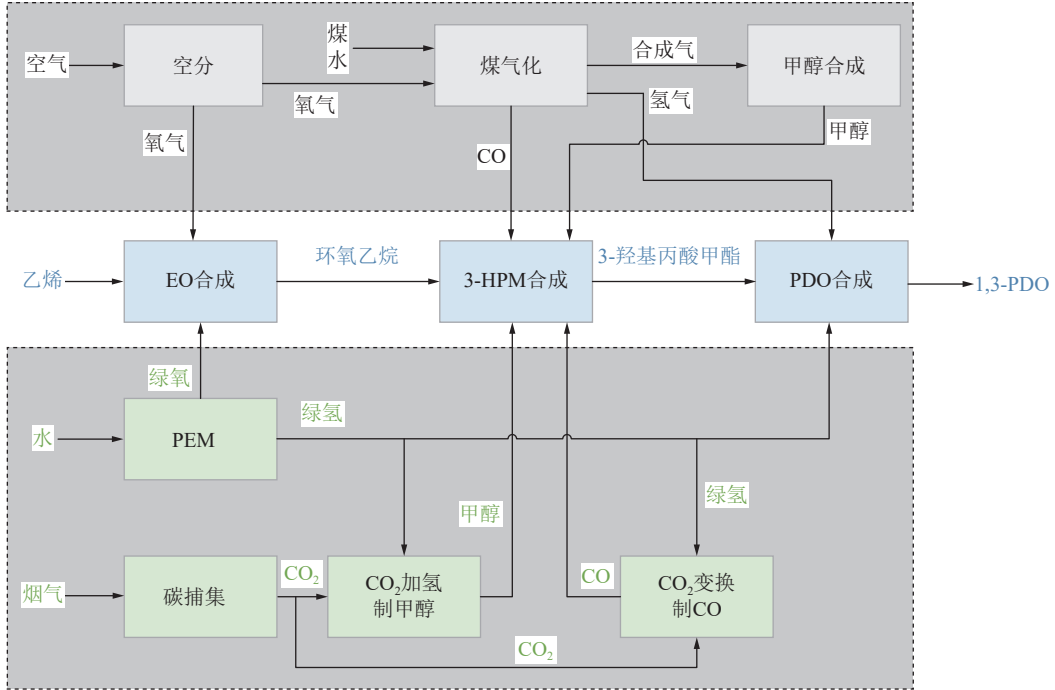 空气
空分
氧气
氧气
煤
水
煤气化
合成气
氢气
甲醇合成
甲醇
CO
乙烯
EO合成
环氧乙烷
3-HPM合成
3-羟基丙酸甲酯
PDO合成
1,3-PDO
绿氧
水
PEM
绿氢
甲醇
绿氢
烟气
碳捕集
CO₂
CO₂加氢
制甲醇
CO
CO₂变换
制CO
CO₂